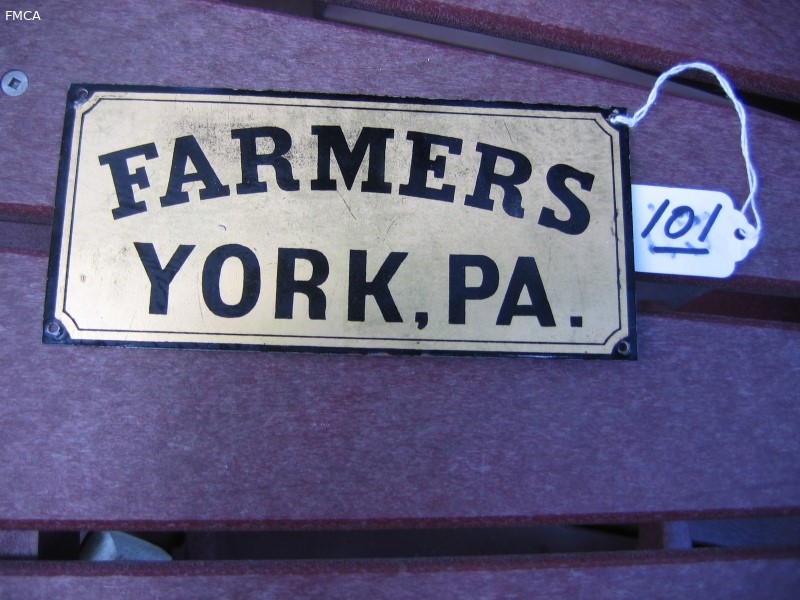 FMCA
FARMERS
YORK, PA.
101